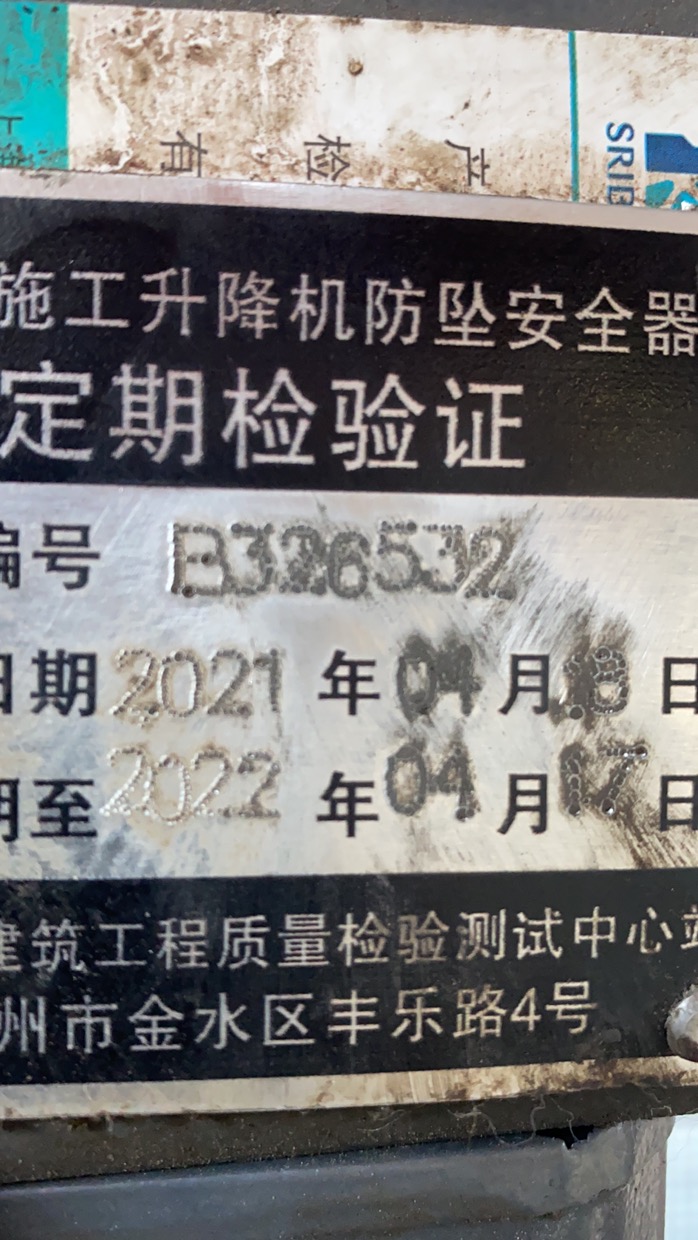 有 检 产
SRIB
施工升降机防坠安全器
定期检验证
编号 B326532
日期 2021 年 04 月 18 日
期至 2022 年 04 月 17 日
建筑工程质量检验测试中心站
州市金水区丰乐路4号